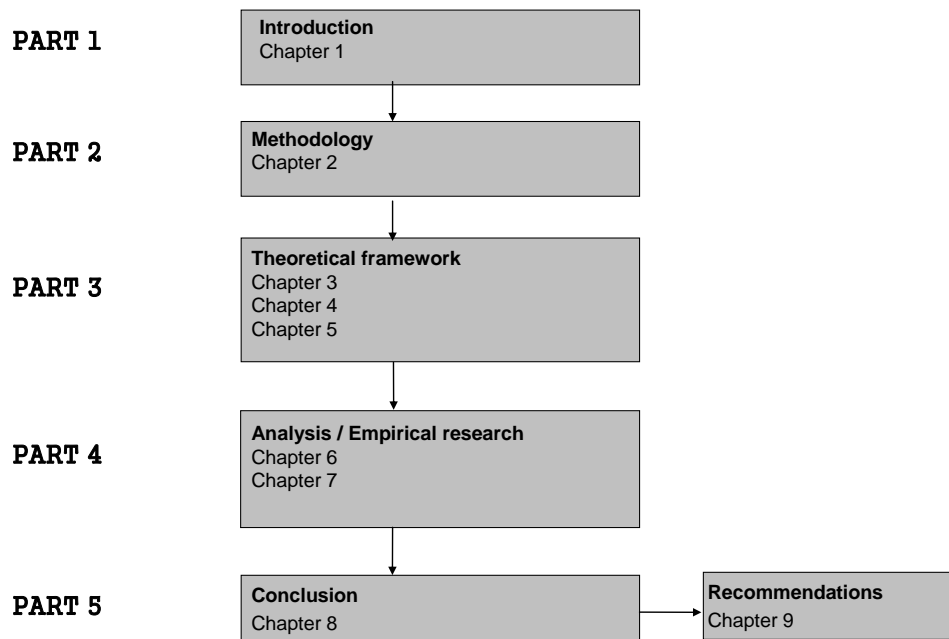 PART 1
Introduction
Chapter 1
PART 2
Methodology
Chapter 2
PART 3
Theoretical framework
Chapter 3
Chapter 4
Chapter 5
PART 4
Analysis / Empirical research
Chapter 6
Chapter 7
PART 5
Conclusion
Chapter 8
Recommendations
Chapter 9